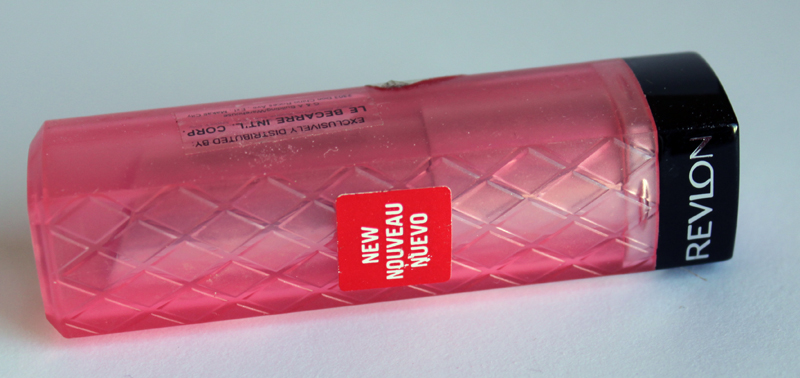 EXCLUSIVELY DISTRIBUTED BY:
LE BECARRE INT'L. CORP.
NEW
NOUVEAU
NUEVO
REVLON